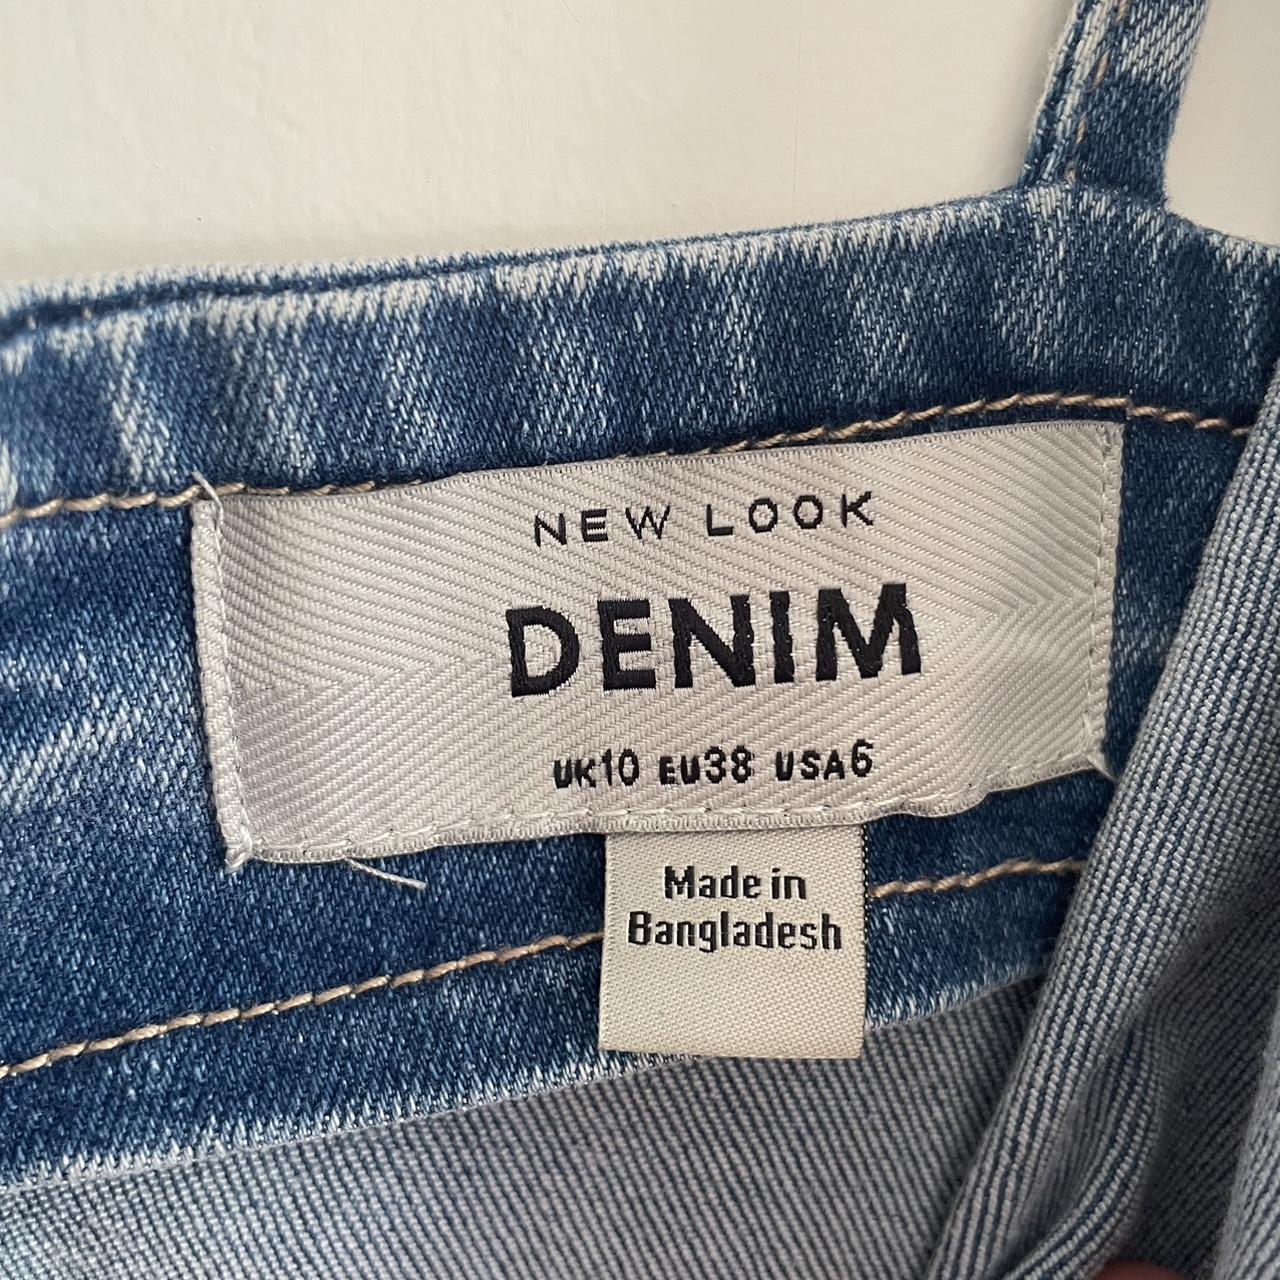 NEW LOOK
DENIM
UK10 EU38 USA6
Made in
Bangladesh